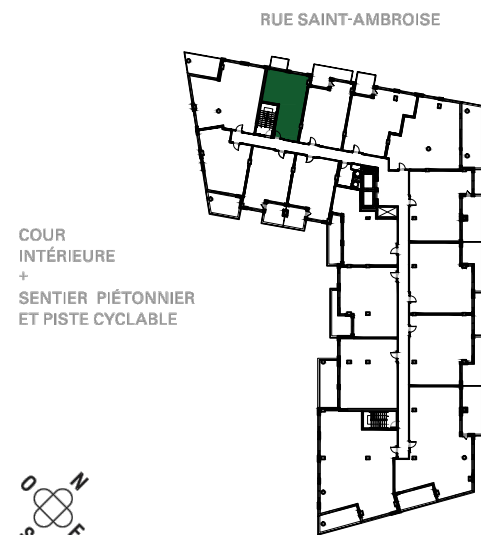 RUE SAINT-AMBROISE
COUR
INTÉRIEURE
+
SENTIER PIÉTONNIER
ET PISTE CYCLABLE
O N
S E